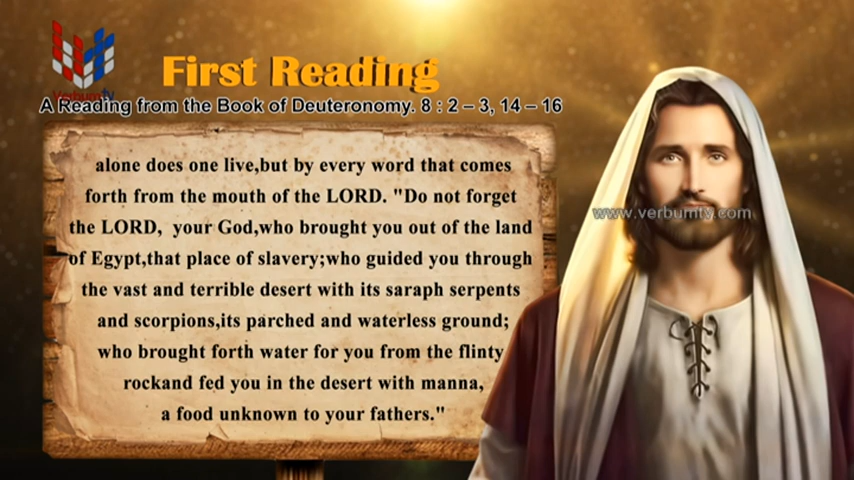 Verbumtv
First Reading
A Reading from the Book of Deuteronomy. 8 : 2 – 3, 14 – 16
alone does one live,but by every word that comes
forth from the mouth of the LORD. "Do not forget
the LORD,  your God,who brought you out of the land
of Egypt,that place of slavery;who guided you through
the vast and terrible desert with its saraph serpents
and scorpions,its parched and waterless ground;
who brought forth water for you from the flinty
rockand fed you in the desert with manna,
a food unknown to your fathers."
www.verbumtv.com